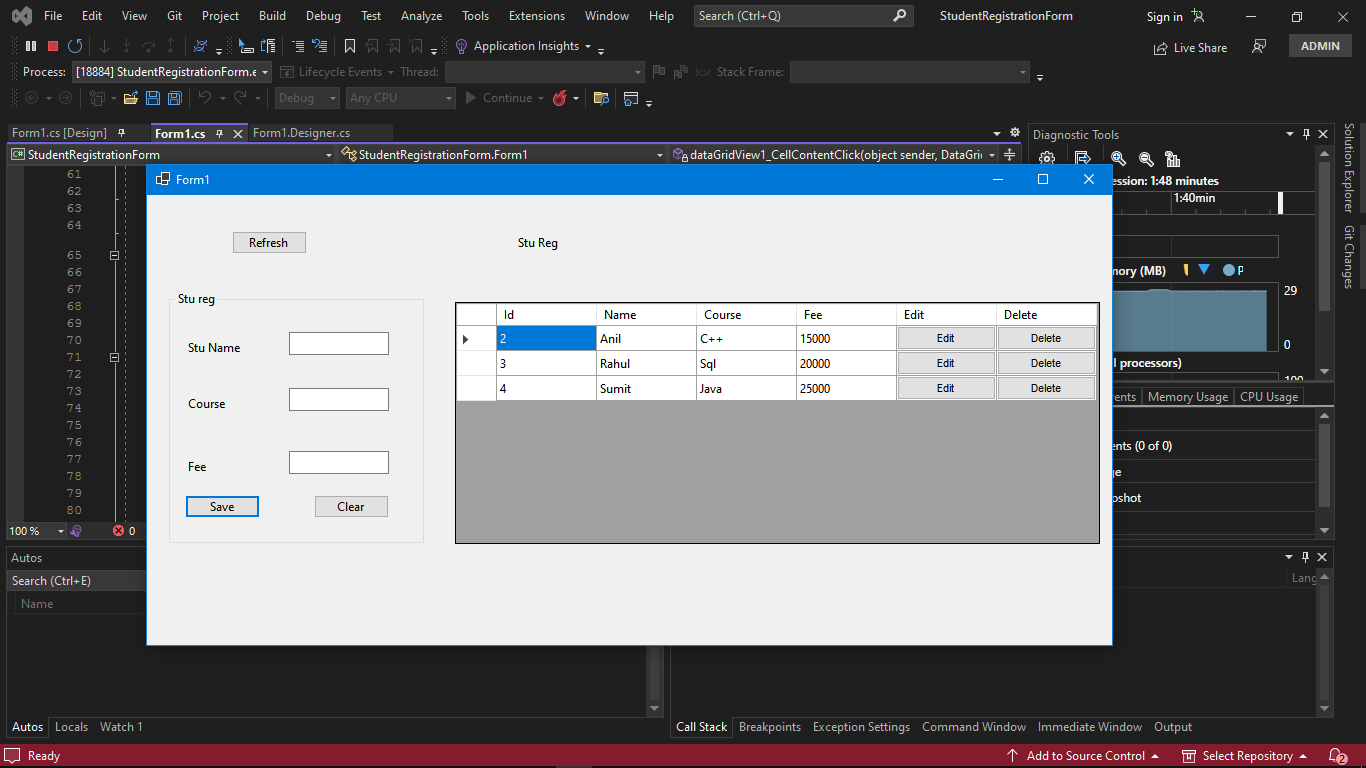 File Edit View Git Project Build Debug Test Analyze Tools Extensions Window Help Search (Ctrl+Q) StudentRegistrationForm Sign in
Application Insights Live Share ADMIN
Process: [18884] StudentRegistrationForm.e Lifecycle Events Thread: Stack Frame:
Debug Any CPU Continue
Form1.cs [Design] Form1.cs Form1.Designer.cs Diagnostic Tools
C# StudentRegistrationForm StudentRegistrationForm.Form1 dataGridView1_CellContentClick(object sender, DataGri
Solution Explorer
Git Changes
61
62
63
64
65
66
67
68
69
70
71
72
73
74
75
76
77
78
79
80
ession: 1:48 minutes
1:40min
nory (MB) P
29
0
l processors)
100
ents Memory Usage CPU Usage
ents (0 of 0)
ge
pshot
Form1
Refresh Stu Reg
Stu reg
Stu Name
Course
Fee
Save Clear
Id Name Course Fee Edit Delete
2 Anil C++ 15000 Edit Delete
3 Rahul Sql 20000 Edit Delete
4 Sumit Java 25000 Edit Delete
100 % 0
Autos
Search (Ctrl+E)
Name
Lang
Autos Locals Watch 1
Call Stack Breakpoints Exception Settings Command Window Immediate Window Output
Ready Add to Source Control Select Repository 2